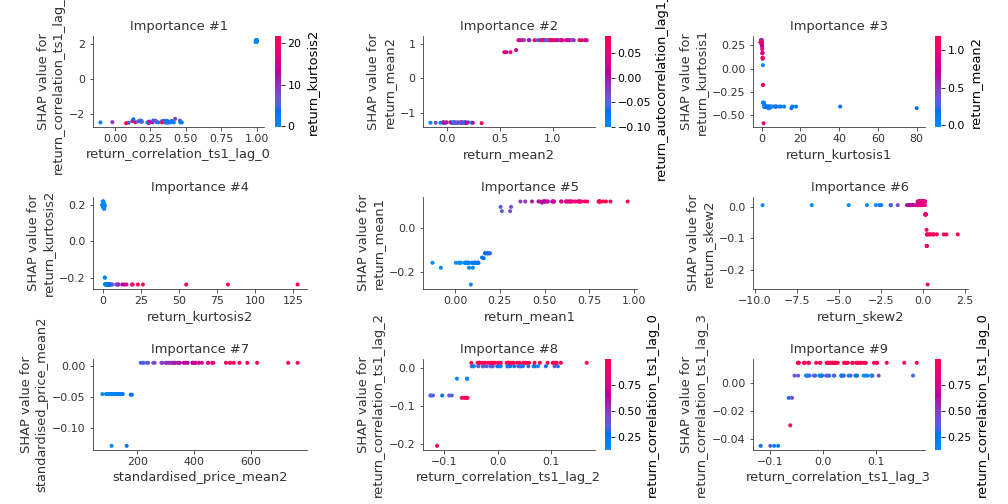 Importance #1
SHAP value for
return_correlation_ts1_lag_
2
0
−2
0.00 0.25 0.50 0.75 1.00
return_correlation_ts1_lag_0
20
10
0
return_kurtosis2
Importance #2
SHAP value for
return_mean2
1
0
−1
0.0 0.5 1.0
return_mean2
0.05
0.00
−0.05
−0.10
return_autocorrelation_lag1_
Importance #3
SHAP value for
return_kurtosis1
0.25
0.00
−0.25
−0.50
0 20 40 60 80
return_kurtosis1
1.0
0.5
0.0
return_mean2
Importance #4
SHAP value for
return_kurtosis2
0.2
0.0
−0.2
0 25 50 75 100 125
return_kurtosis2
Importance #5
SHAP value for
return_mean1
0.0
−0.2
0.00 0.25 0.50 0.75 1.00
return_mean1
Importance #6
SHAP value for
return_skew2
0.0
−0.1
−0.2
−10.0 −7.5 −5.0 −2.5 0.0 2.5
return_skew2
Importance #7
SHAP value for
standardised_price_mean2
0.00
−0.05
−0.10
200 400 600
standardised_price_mean2
Importance #8
SHAP value for
return_correlation_ts1_lag_2
0.0
−0.1
−0.2
−0.1 0.0 0.1
return_correlation_ts1_lag_2
0.75
0.50
0.25
return_correlation_ts1_lag_0
Importance #9
SHAP value for
return_correlation_ts1_lag_3
0.00
−0.02
−0.04
−0.1 0.0 0.1
return_correlation_ts1_lag_3
0.75
0.50
0.25
return_correlation_ts1_lag_0